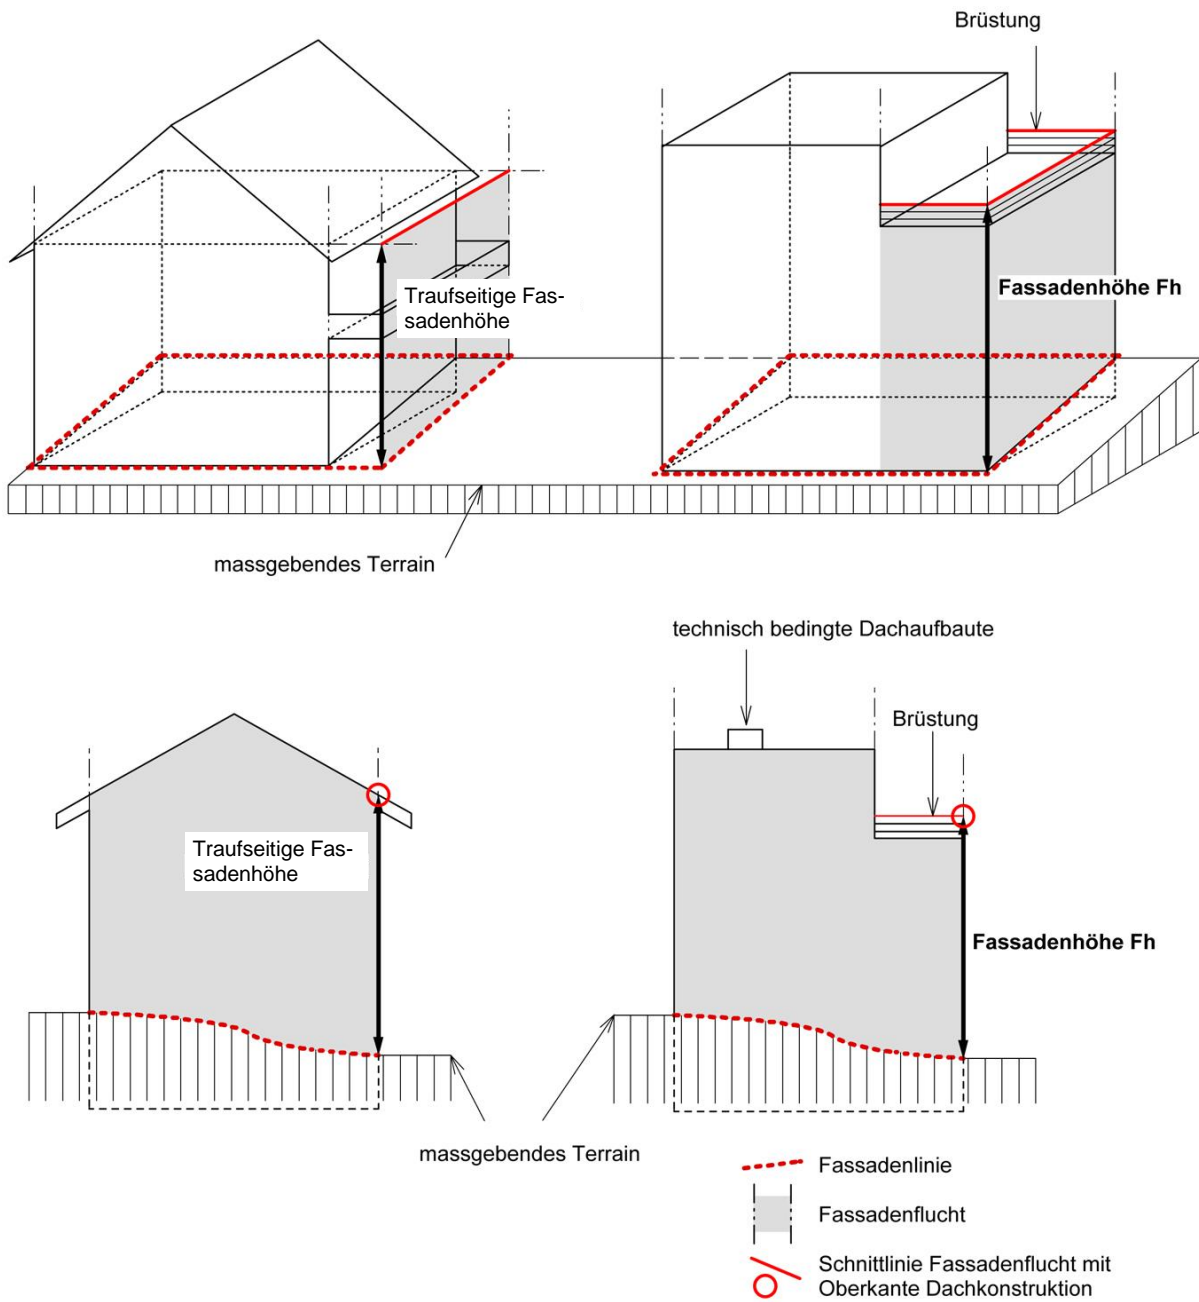 Brüstung
Traufseitige Fas-
sadenhöhe
Fassadenhöhe Fh
massgebendes Terrain
technisch bedingte Dachaufbaute
Brüstung
Traufseitige Fas-
sadenhöhe
Fassadenhöhe Fh
massgebendes Terrain
Fassadenlinie
Fassadenflucht
Schnittlinie Fassadenflucht mit
Oberkante Dachkonstruktion